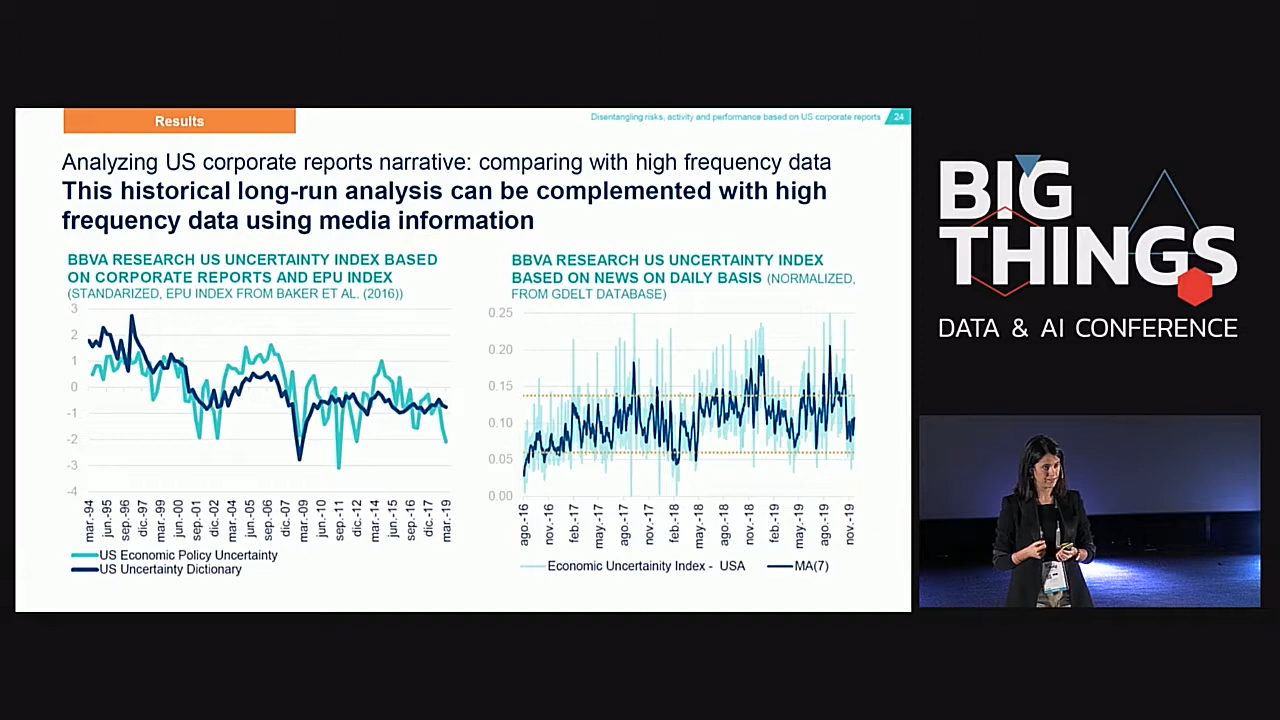 Results
Disentangling risks, activity and performance based on US corporate reports
24
Analyzing US corporate reports narrative: comparing with high frequency data
This historical long-run analysis can be complemented with high
frequency data using media information
BBVA RESEARCH US UNCERTAINTY INDEX BASED
ON CORPORATE REPORTS AND EPU INDEX
(STANDARIZED, EPU INDEX FROM BAKER ET AL. (2016))
3
2
1
0
-1
-2
-3
-4
mar.-94
jun.-95
sep.-96
dic.-97
mar.-99
jun.-00
sep.-01
dic.-02
mar.-04
jun.-05
sep.-06
dic.-07
mar.-09
jun.-10
sep.-11
dic.-12
mar.-14
jun.-15
sep.-16
dic.-17
mar.-19
US Economic Policy Uncertainty
US Uncertainty Dictionary
BBVA RESEARCH US UNCERTAINTY INDEX
BASED ON NEWS ON DAILY BASIS (NORMALIZED,
FROM GDELT DATABASE)
0.25
0.20
0.15
0.10
0.05
0.00
ago.-16
nov.-16
feb.-17
may.-17
ago.-17
nov.-17
feb.-18
may.-18
ago.-18
nov.-18
feb.-19
may.-19
ago.-19
nov.-19
Economic Uncertainity Index - USA
MA(7)
BIG
THINGS
DATA & AI CONFERENCE